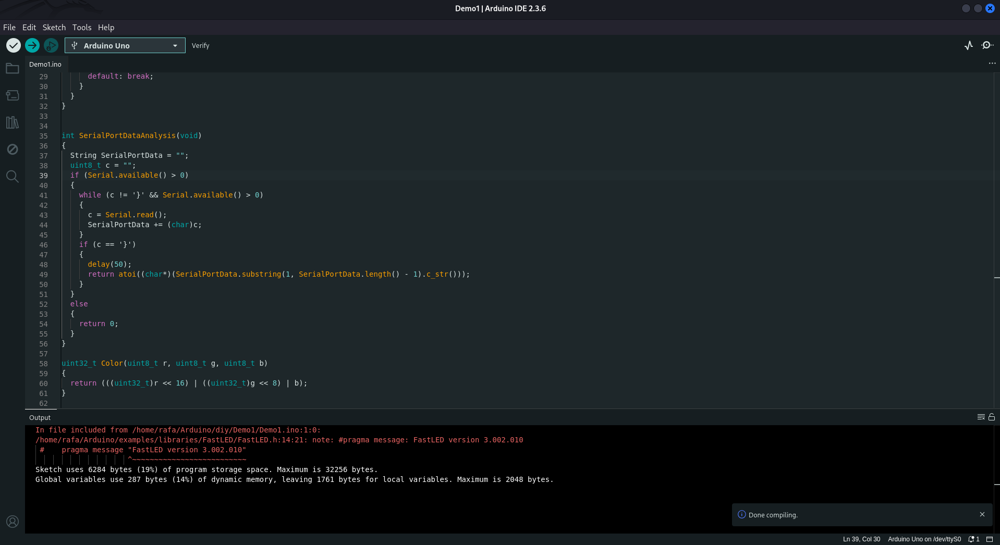 Demo1 | Arduino IDE 2.3.6
File Edit Sketch Tools Help
Arduino Uno Verify
Demo1.ino
29 default: break;
30 }
31 }
32 }
33
34
35 int SerialPortDataAnalysis(void)
36 {
37 String SerialPortData = "";
38 uint8_t c = "";
39 if (Serial.available() > 0)
40 {
41 while (c != '}' && Serial.available() > 0)
42 {
43 c = Serial.read();
44 SerialPortData += (char)c;
45 }
46 if (c == '}')
47 {
48 delay(50);
49 return atoi((char*)(SerialPortData.substring(1, SerialPortData.length() - 1).c_str()));
50 }
51 }
52 else
53 {
54 return 0;
55 }
56 }
57
58 uint32_t Color(uint8_t r, uint8_t g, uint8_t b)
59 {
60 return (((uint32_t)r << 16) | ((uint32_t)g << 8) | b);
61 }
62
Output
In file included from /home/rafa/Arduino/diy/Demo1/Demo1.ino:1:0:
/home/rafa/Arduino/examples/libraries/FastLED/FastLED.h:14:21: note: #pragma message: FastLED version 3.002.010
# pragma message "FastLED version 3.002.010"
^~~~~~~~~~~~~~~~~~~~~~~~~~~
Sketch uses 6284 bytes (19%) of program storage space. Maximum is 32256 bytes.
Global variables use 287 bytes (14%) of dynamic memory, leaving 1761 bytes for local variables. Maximum is 2048 bytes.
Done compiling.
Ln 39, Col 30 Arduino Uno on /dev/ttyS0 1